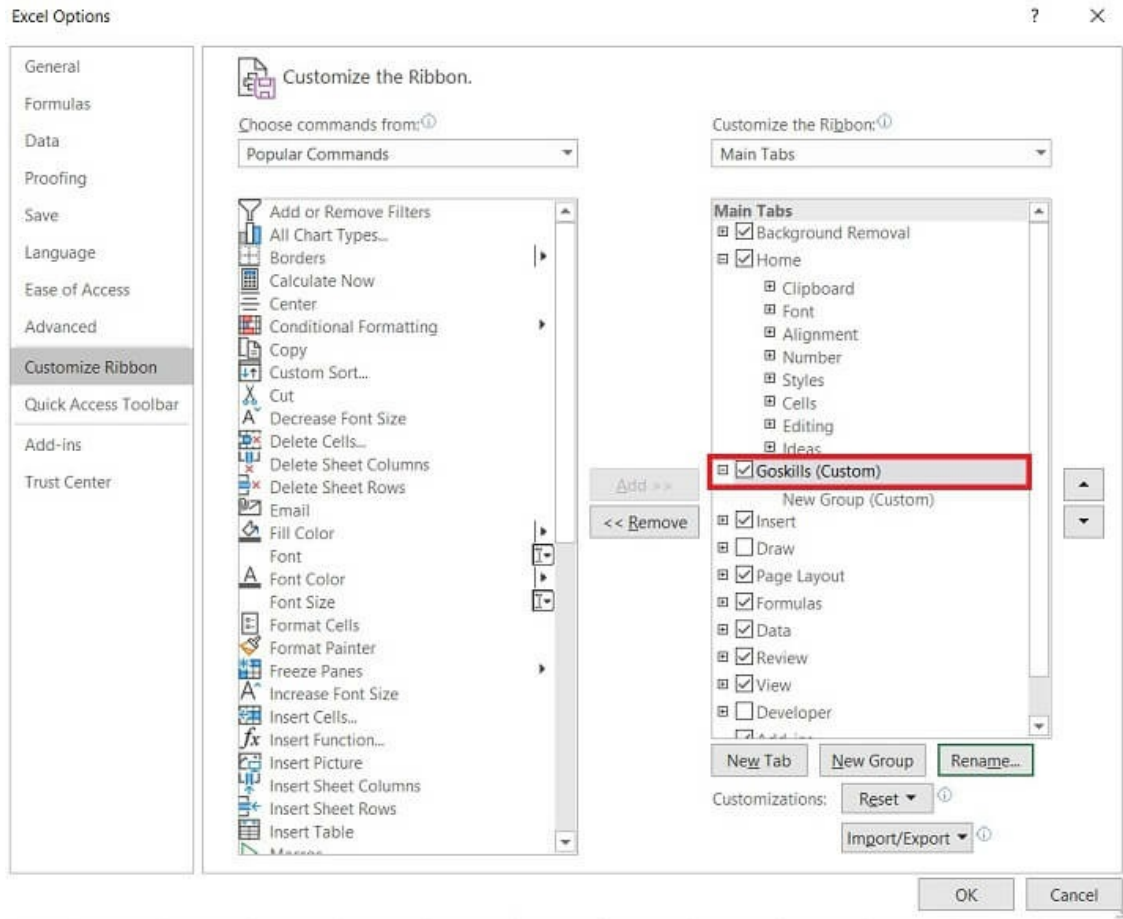 Excel Options
?
General
Formulas
Data
Proofing
Save
Language
Ease of Access
Advanced
Customize Ribbon
Quick Access Toolbar
Add-ins
Trust Center
Customize the Ribbon.
Choose commands from:
Popular Commands
Add or Remove Filters
All Chart Types...
Borders
Calculate Now
Center
Conditional Formatting
Copy
Custom Sort...
Cut
Decrease Font Size
Delete Cells...
Delete Sheet Columns
Delete Sheet Rows
Email
Fill Color
Font
Font Color
Font Size
Format Cells
Format Painter
Freeze Panes
Increase Font Size
Insert Cells...
fx Insert Function...
Insert Picture
Insert Sheet Columns
Insert Sheet Rows
Insert Table
Macros
Add >>
<< Remove
Customize the Ribbon:
Main Tabs
Main Tabs
Background Removal
Home
Clipboard
Font
Alignment
Number
Styles
Cells
Editing
Ideas
Goskills (Custom)
New Group (Custom)
Insert
Draw
Page Layout
Formulas
Data
Review
View
Developer
Add-ins
New Tab
New Group
Rename...
Customizations:
Reset
Import/Export
OK
Cancel